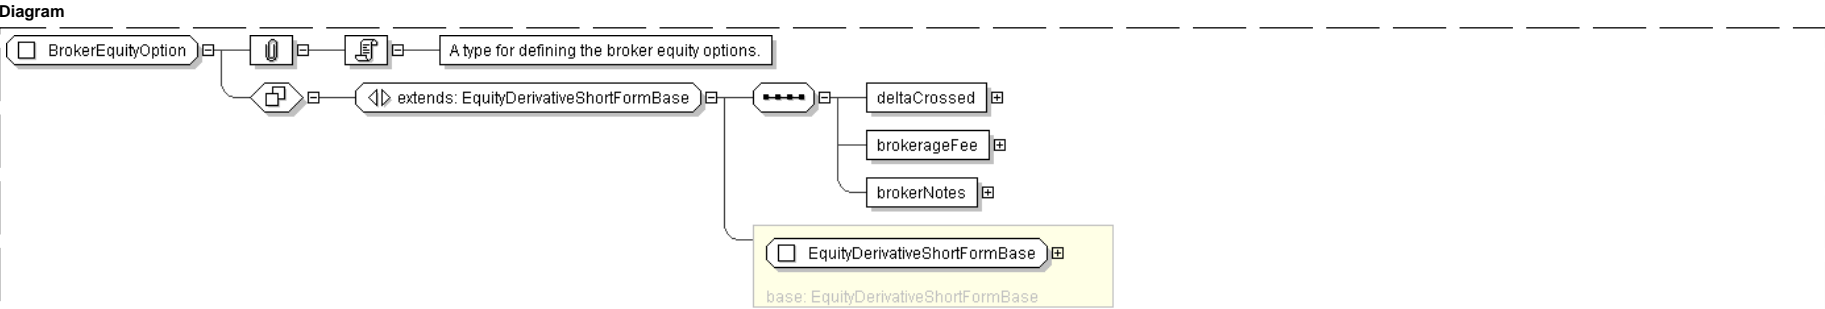 Diagram
BrokerEquityOption
A type for defining the broker equity options.
extends: EquityDerivativeShortFormBase
deltaCrossed
brokerageFee
brokerNotes
EquityDerivativeShortFormBase
base: EquityDerivativeShortFormBase